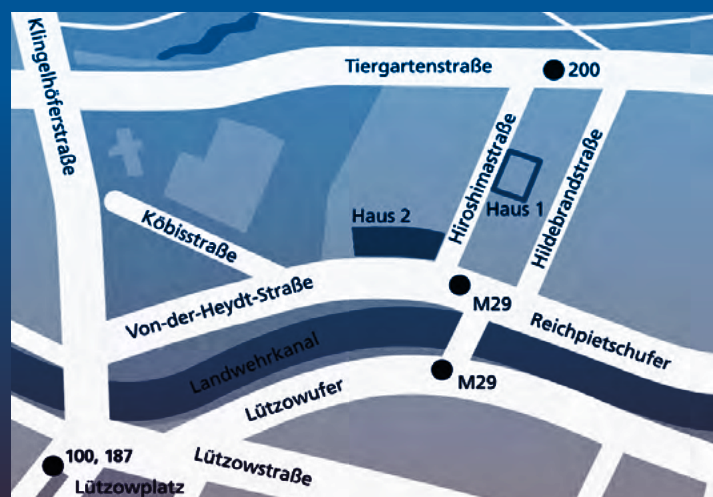 Klingelhöferstraße
Tiergartenstraße
200
Hiroshimastraße
Hildebrandstraße
Haus 1
Haus 2
Köbisstraße
Von-der-Heydt-Straße
M29
Reichpietschufer
Landwehrkanal
M29
Lützowufer
100, 187
Lützowstraße
Lützowplatz